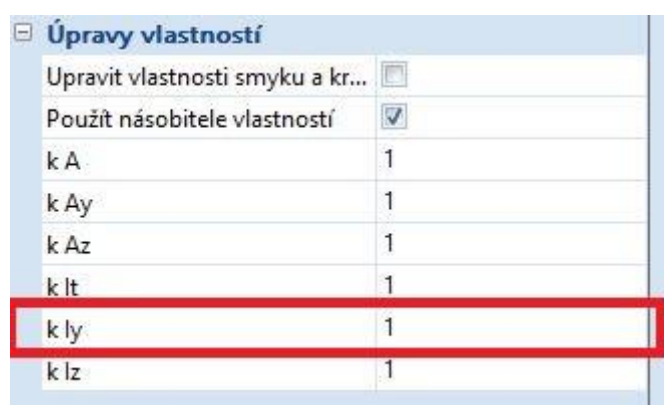 Úpravy vlastností
Upravit vlastnosti smyku a kr...
Použít násobitele vlastností
k A 1
k Ay 1
k Az 1
k It 1
k Iy 1
k Iz 1